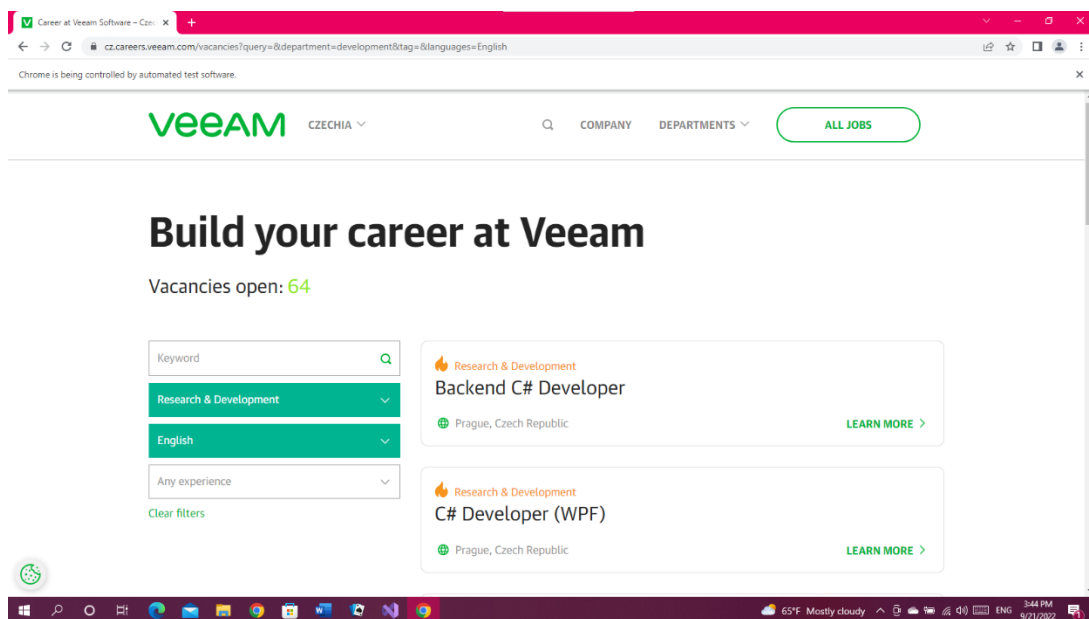 Career at Veeam Software – Czec
cz.careers.veeam.com/vacancies?query=&department=development&tag=&languages=English
Chrome is being controlled by automated test software.
veeAM CZECHIA COMPANY DEPARTMENTS ALL JOBS
Build your career at Veeam
Vacancies open: 64
Keyword
Research & Development
English
Any experience
Clear filters
Research & Development
Backend C# Developer
Prague, Czech Republic
LEARN MORE
Research & Development
C# Developer (WPF)
Prague, Czech Republic
LEARN MORE
65°F Mostly cloudy ENG 3:44 PM
9/21/2022